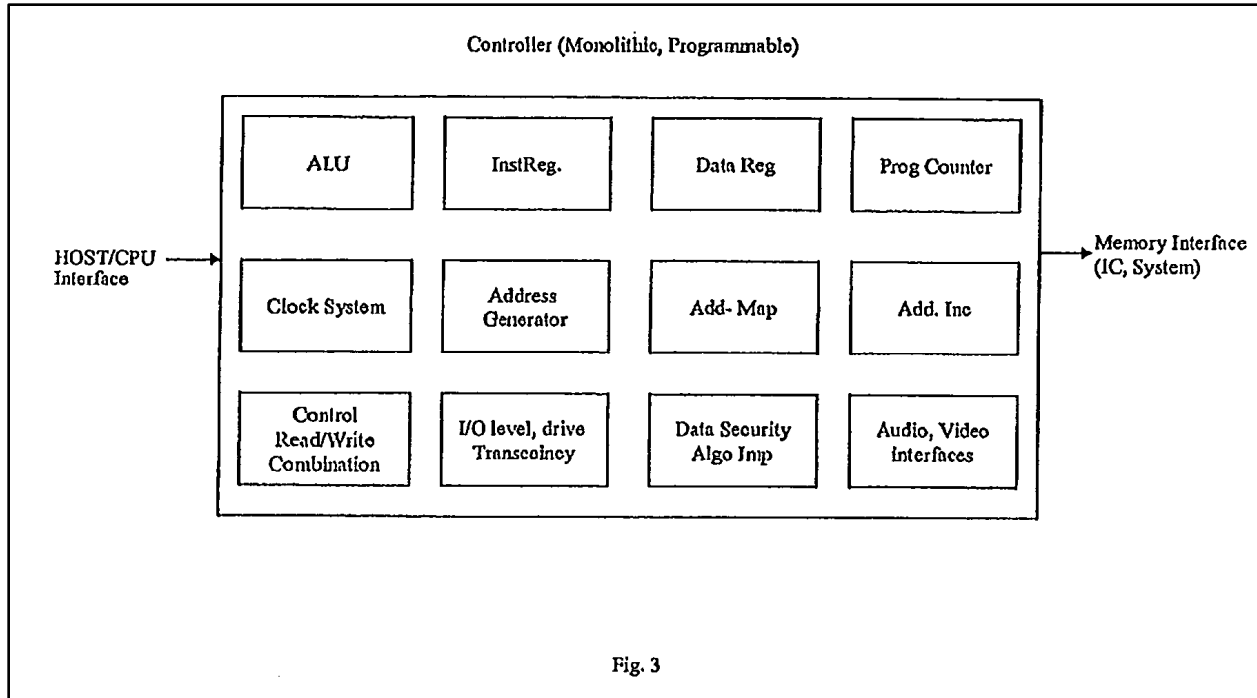 Controller (Monolithic, Programmable)
ALU
InstReg.
Data Reg
Prog Counter
HOST/CPU
Interface
Memory Interface
(IC, System)
Clock System
Address
Generator
Add- Map
Add. Inc
Control
Read/Write
Combination
I/O level, drive
Data Security
Algo Imp
Audio, Video
Interfaces
Fig. 3